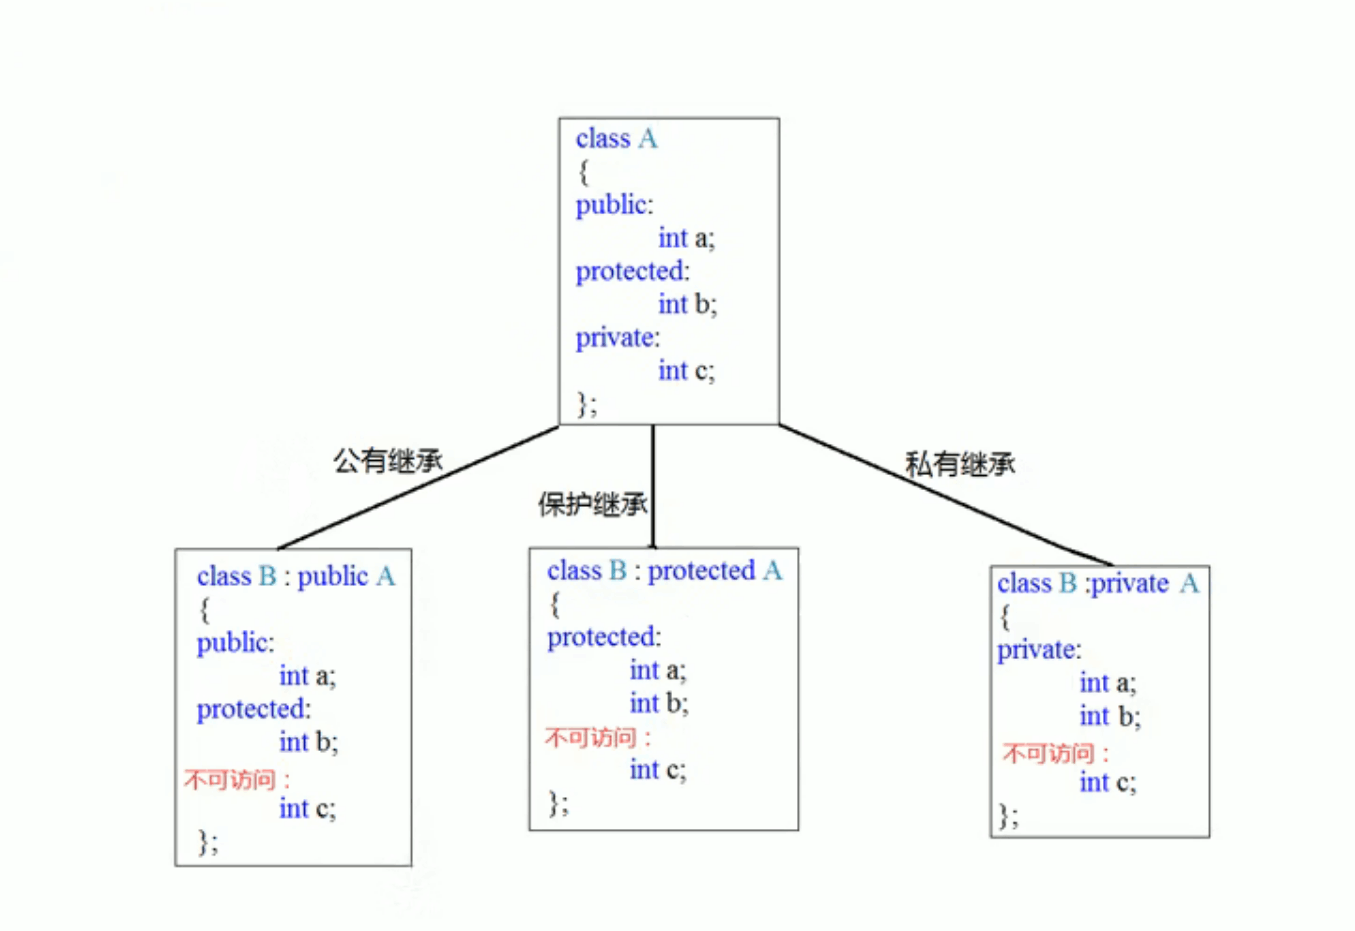 class A
{
public:
int a;
protected:
int b;
private:
int c;
};
公有继承
保护继承
私有继承
class B : public A
{
public:
int a;
protected:
int b;
不可访问：
int c;
};
class B : protected A
{
protected:
int a;
int b;
不可访问：
int c;
};
class B :private A
{
private:
int a;
int b;
不可访问：
int c;
};